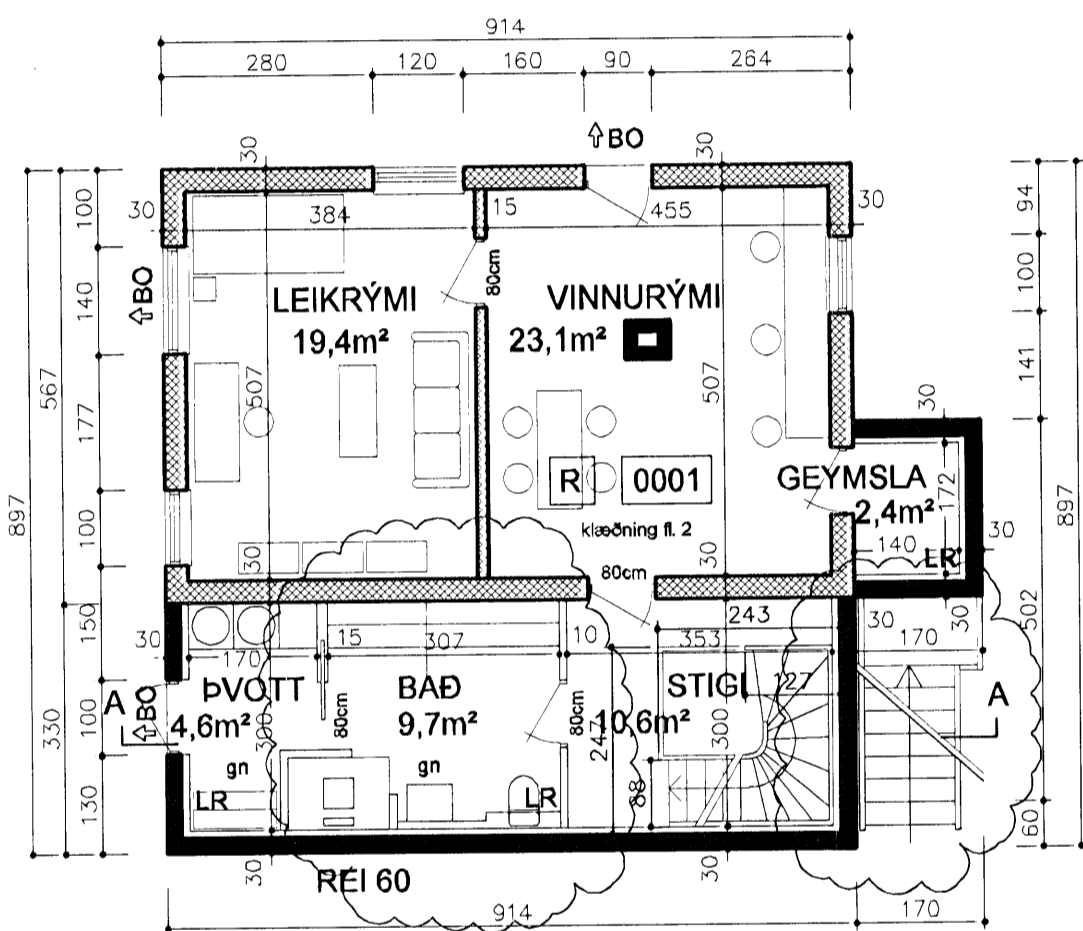 914
280 120 160 90 264
⇧BO
30 30
100 30 384 15 455 30 94
80cm
⇧BO
140 LEIKRÝMI VINNURÝMI 100
19,4m² 23,1m²
567 507 507 141
177 30
897 R 0001 GEYMSLA 897
2,4m² 172
100 klæðning fl. 2 30
30 30 140 LR
80cm
150 30 15 307 10 243 30 30 502
170 353 170
ÞVOTT BAÐ STIGI 127
A ⇧BO 4,6m² 80cm 9,7m² 80cm 10,6m² A
330 100 300 247 300
gn gn
130 LR LR 88 60
30 30
REI 60
914 170